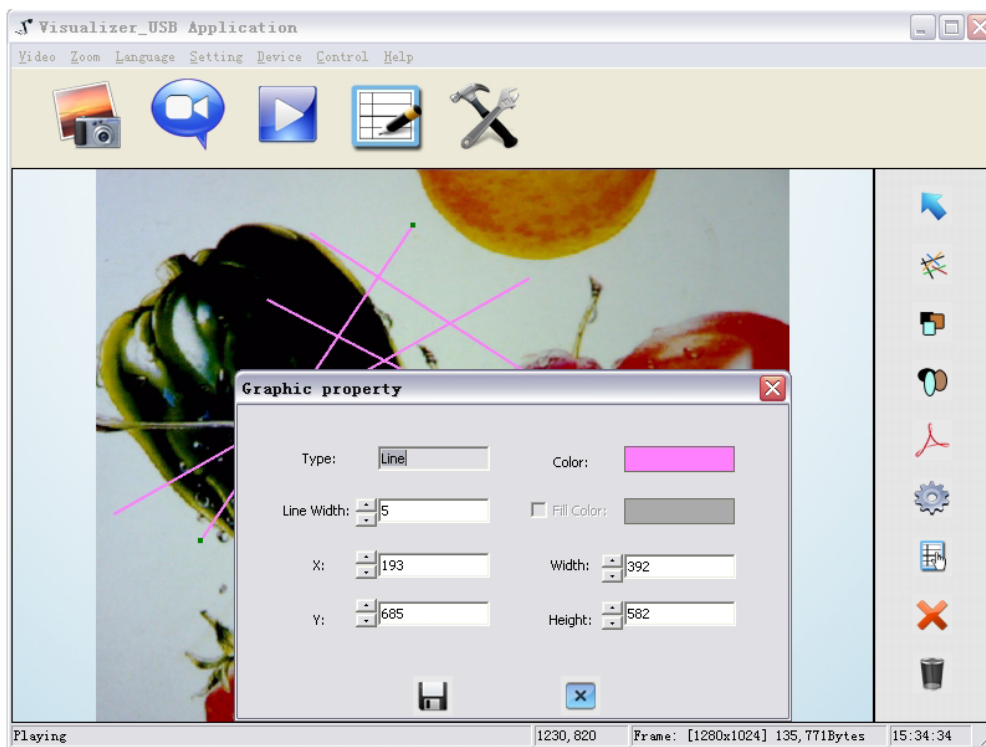 Visualizer_USB Application
Video Zoom Language Setting Device Control Help
Graphic property
Type: Line Color:
Line Width: 5 Fill Color:
X: 193 Width: 392
Y: 685 Height: 582
Playing 1230,820 Frame: [1280x1024] 135,771Bytes 15:34:34